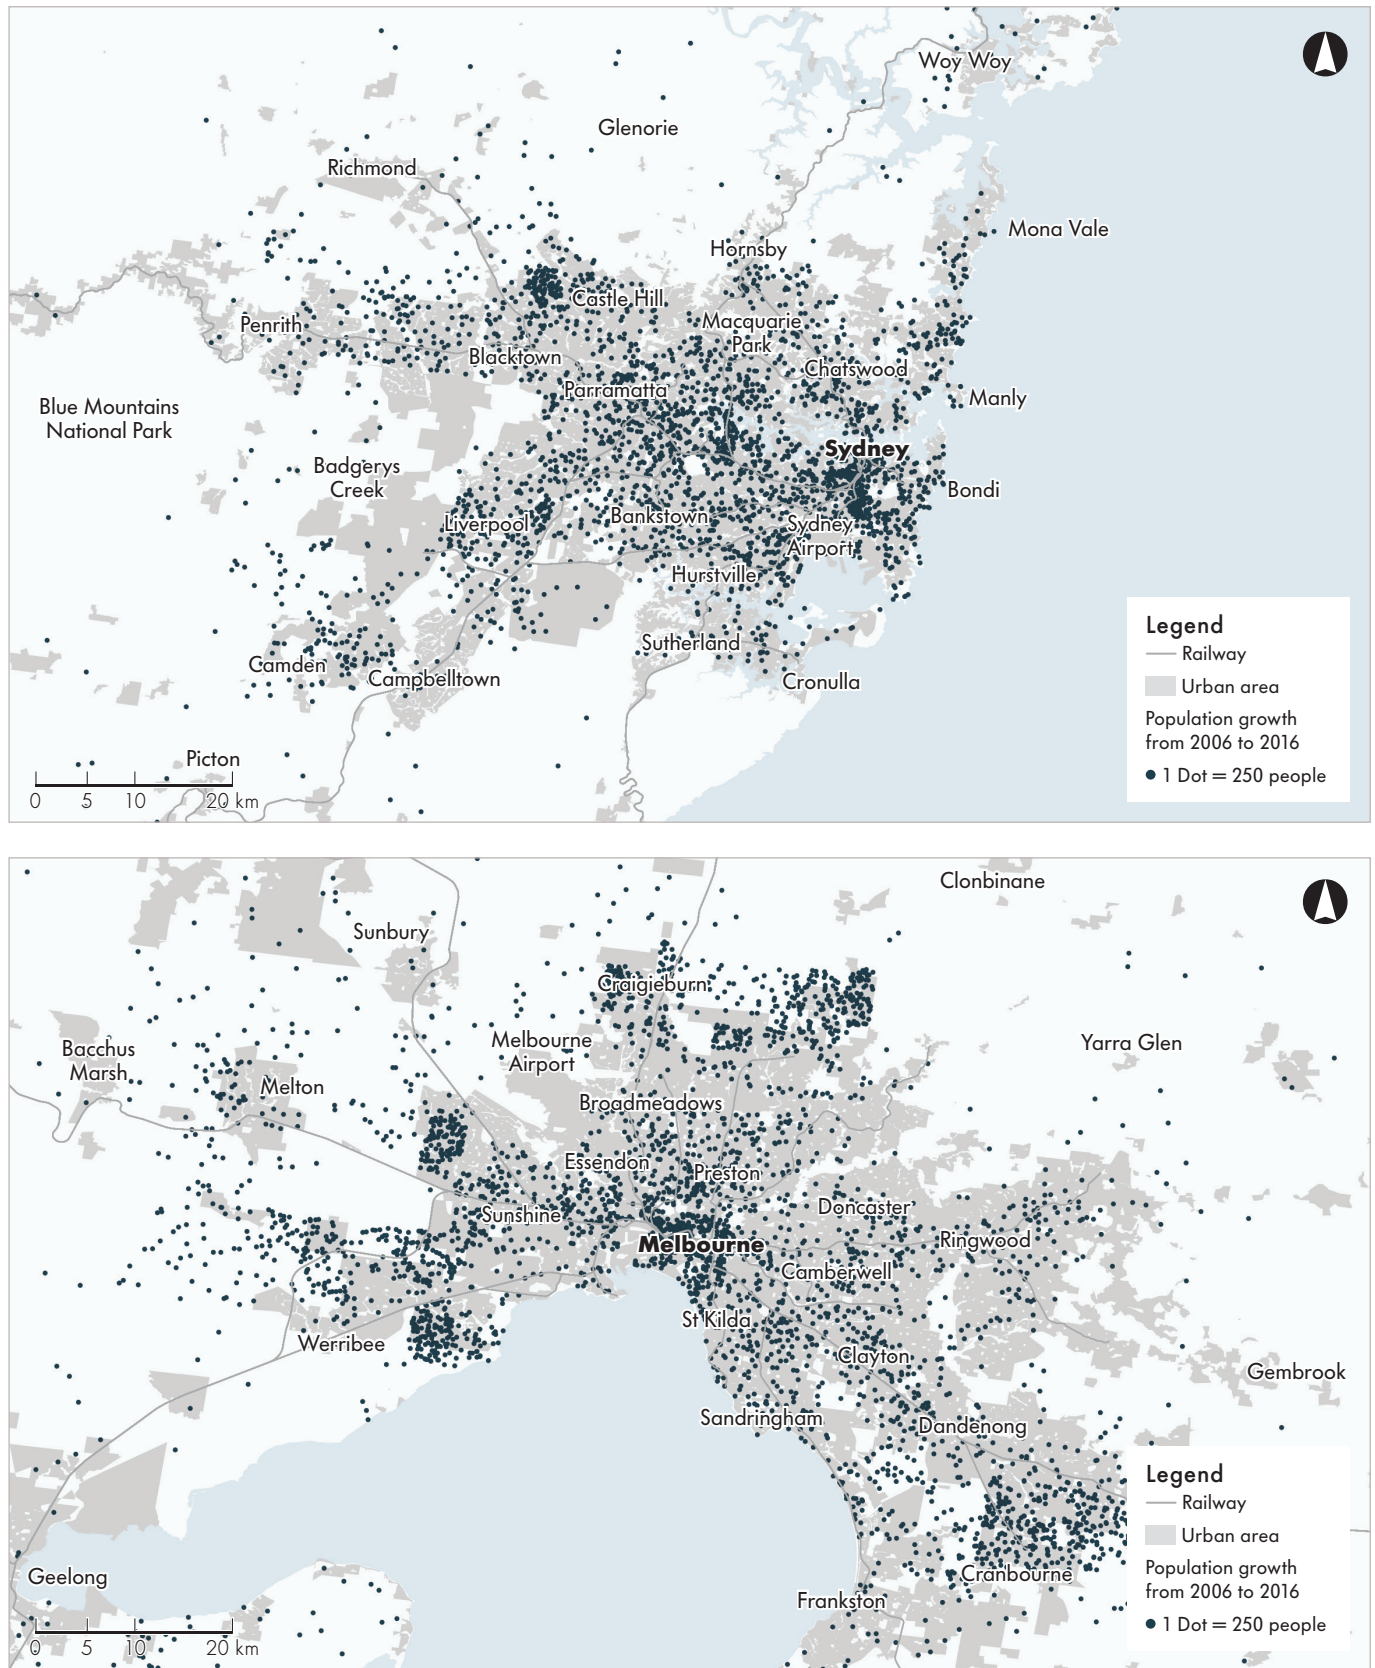 Woy Woy
Glenorie
Richmond
Mona Vale
Hornsby
Castle Hill
Penrith
Macquarie
Park
Blacktown
Chatswood
Parramatta
Manly
Blue Mountains
National Park
Sydney
Badgerys
Creek
Bondi
Liverpool
Bankstown
Sydney
Airport
Hurstville
Sutherland
Camden
Campbelltown
Cronulla
Picton
0 5 10 20 km
Legend
Railway
Urban area
Population growth
from 2006 to 2016
1 Dot = 250 people
Clonbinane
Sunbury
Craigieburn
Melbourne
Airport
Yarra Glen
Bacchus
Marsh
Melton
Broadmeadows
Essendon
Preston
Sunshine
Doncaster
Melbourne
Ringwood
Camberwell
St Kilda
Werribee
Clayton
Gembrook
Sandringham
Dandenong
Geelong
Cranbourne
Frankston
0 5 10 20 km
Legend
Railway
Urban area
Population growth
from 2006 to 2016
1 Dot = 250 people